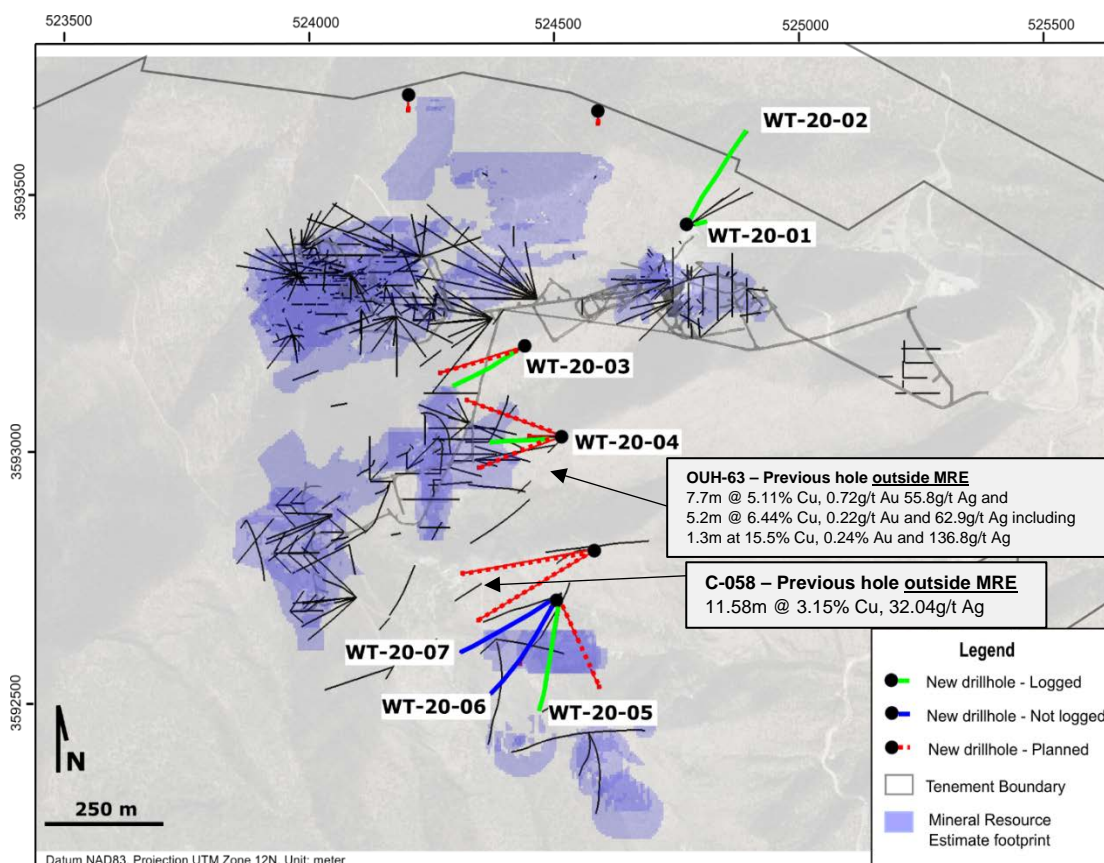 523500
524000
524500
525000
525500
3593500
3593000
3592500
WT-20-02
WT-20-01
WT-20-03
WT-20-04
OUH-63 – Previous hole outside MRE
7.7m @ 5.11% Cu, 0.72g/t Au 55.8g/t Ag and
5.2m @ 6.44% Cu, 0.22g/t Au and 62.9g/t Ag including
1.3m at 15.5% Cu, 0.24% Au and 136.8g/t Ag
C-058 – Previous hole outside MRE
11.58m @ 3.15% Cu, 32.04g/t Ag
WT-20-07
WT-20-06
WT-20-05
Legend
New drillhole - Logged
New drillhole - Not logged
New drillhole - Planned
Tenement Boundary
Mineral Resource
Estimate footprint
N
250 m
Datum NAD83, Projection UTM Zone 12N, Unit: meter